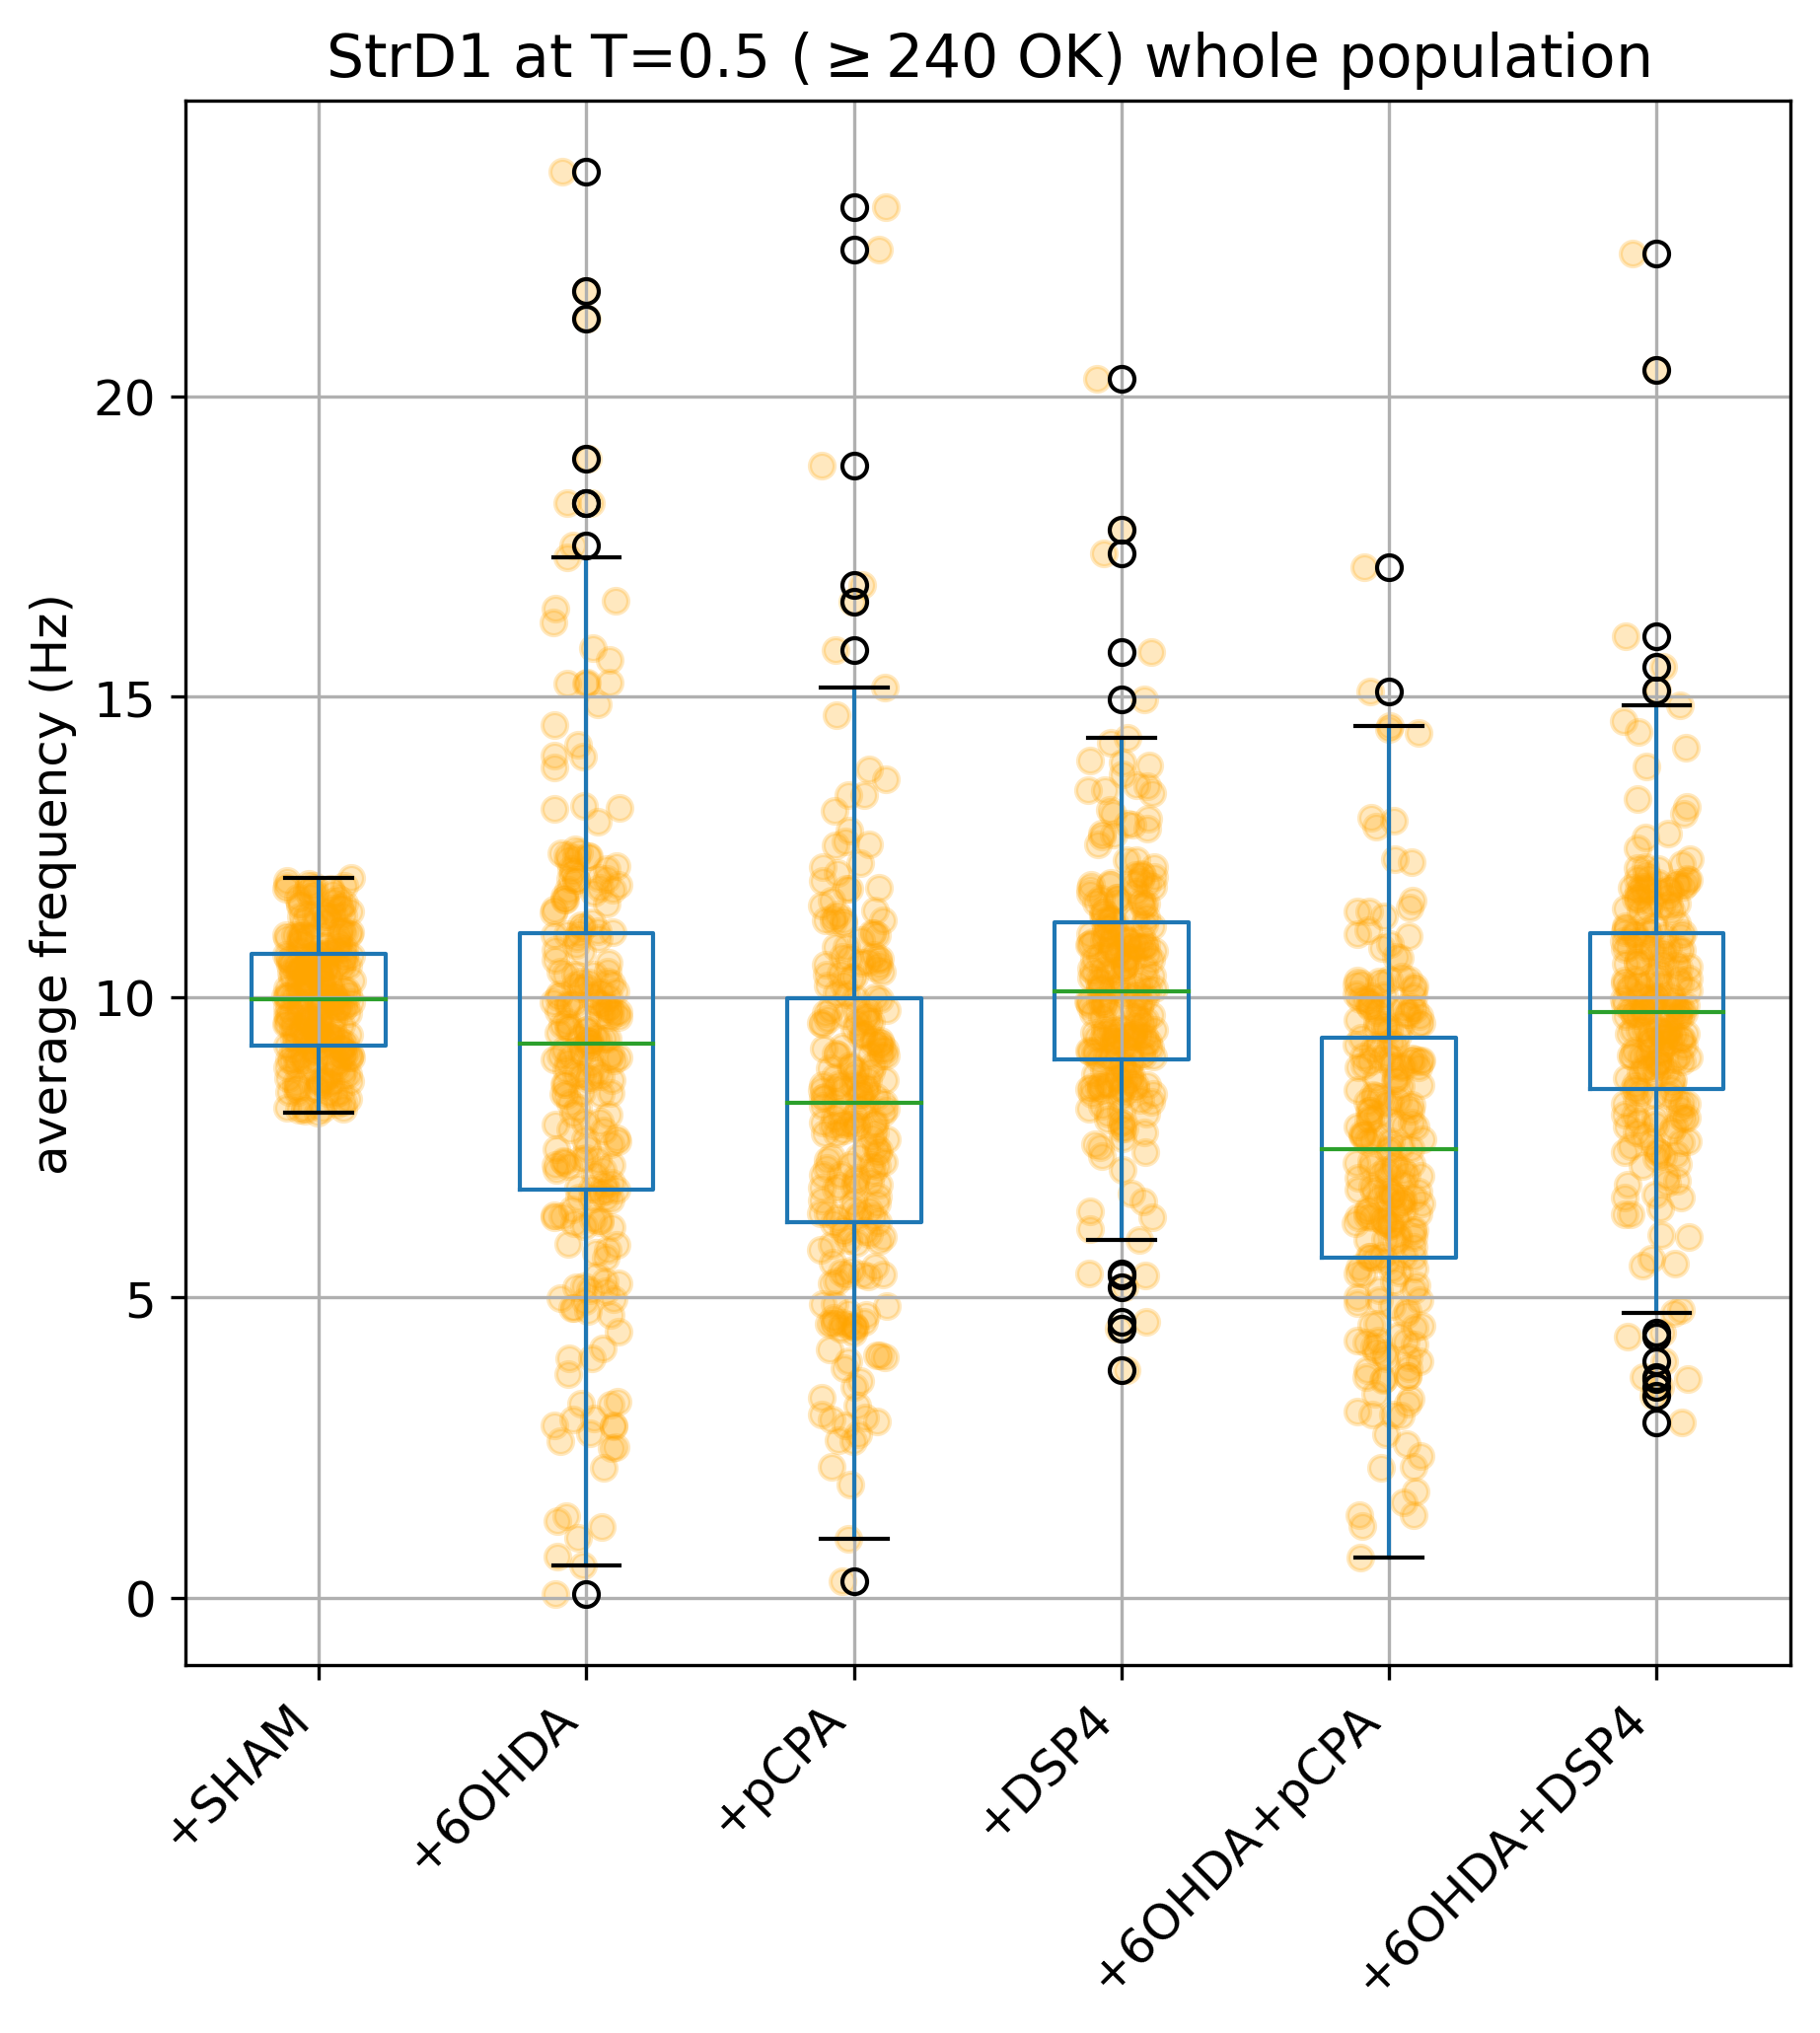 StrD1 at T=0.5 ( ≥240 OK) whole population
average frequency (Hz)
20
15
10
5
0
+SHAM
+6OHDA
+pCPA
+DSP4
+6OHDA+pCPA
+6OHDA+DSP4